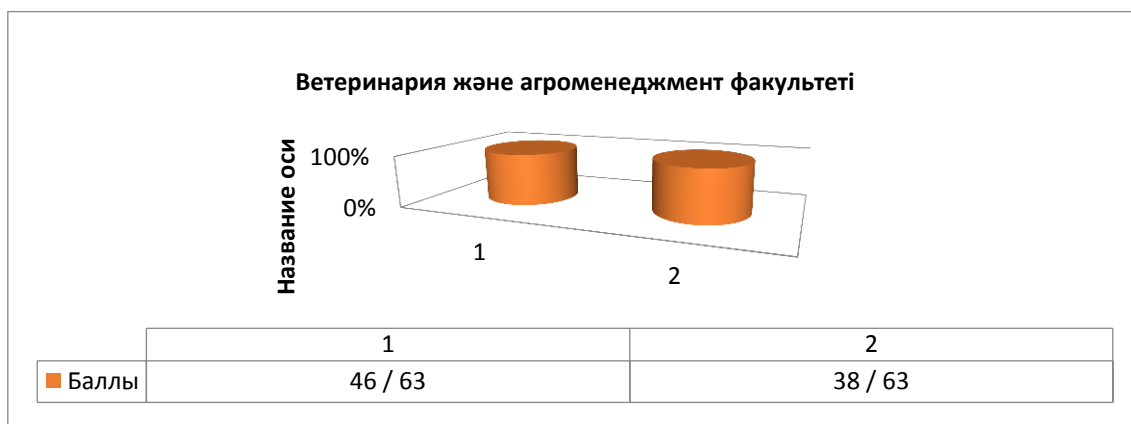 Ветеринария және агроменеджмент факультеті
Название оси
100%
0%
1
2
1 2
Баллы 46 / 63 38 / 63